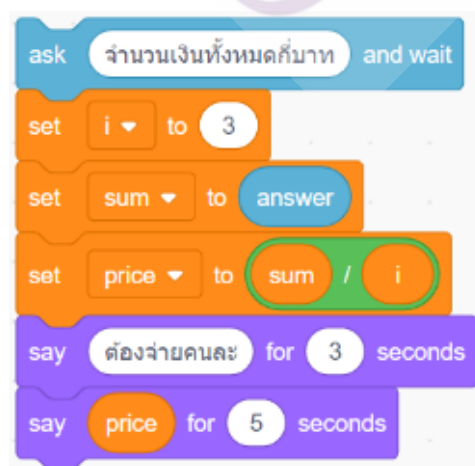 ask จำนวนเงินทั้งหมดกี่บาท and wait
set i to 3
set sum to answer
set price to sum / i
say ต้องจ่ายคนละ for 3 seconds
say price for 5 seconds